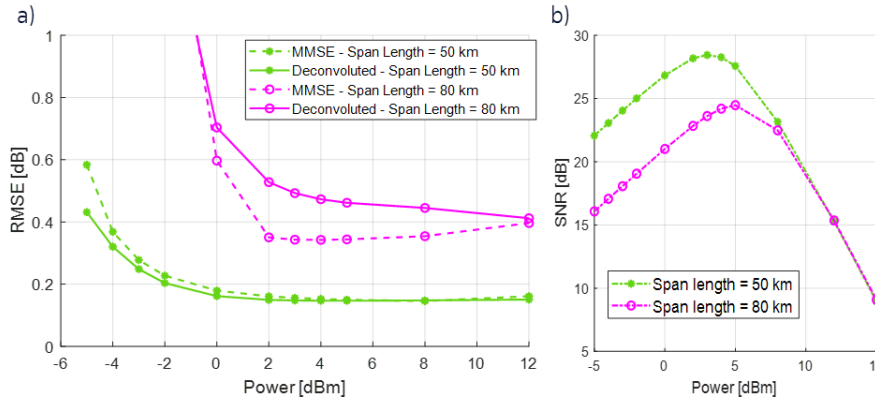 a)
RMSE [dB]
1
0.8
0.6
0.4
0.2
0
-6 -4 -2 0 2 4 6 8 10 12
Power [dBm]
MMSE - Span Length = 50 km
Deconvoluted - Span Length = 50 km
MMSE - Span Length = 80 km
Deconvoluted - Span Length = 80 km
b)
SNR [dB]
30
25
20
15
10
5
-5 0 5 10 15
Power [dBm]
Span length = 50 km
Span length = 80 km